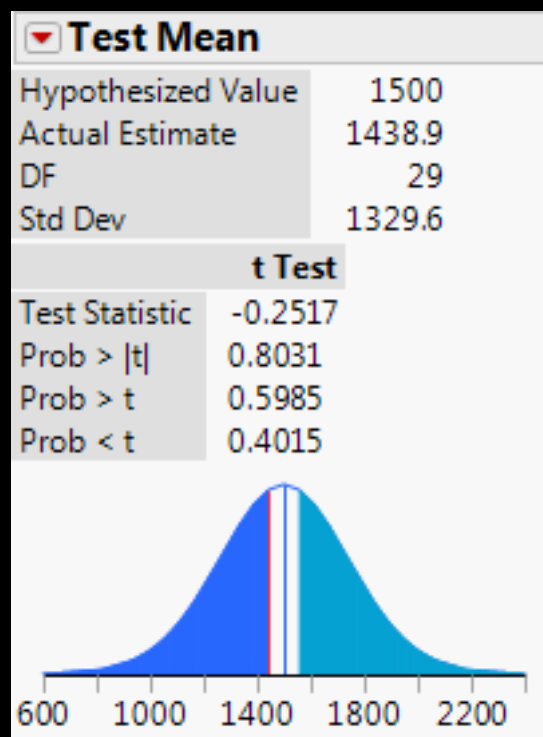 Test Mean
Hypothesized Value 1500
Actual Estimate 1438.9
DF 29
Std Dev 1329.6
t Test
Test Statistic -0.2517
Prob > |t| 0.8031
Prob > t 0.5985
Prob < t 0.4015
600 1000 1400 1800 2200